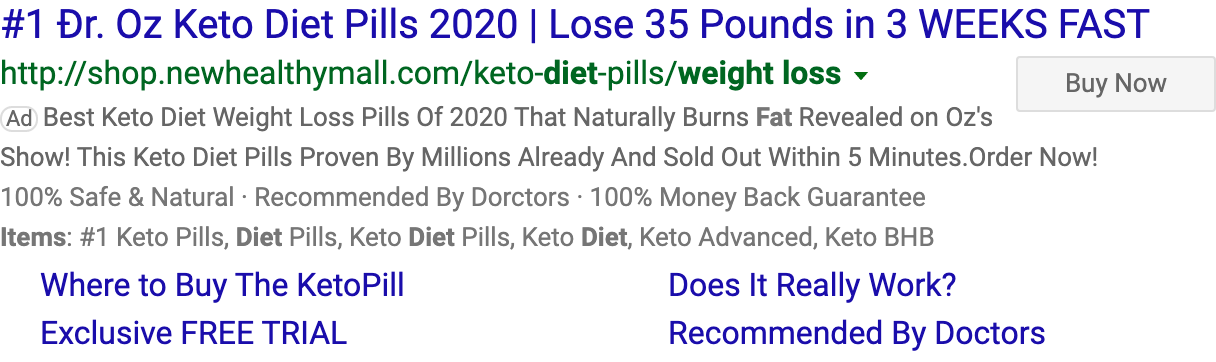 #1 Ðr. Oz Keto Diet Pills 2020 | Lose 35 Pounds in 3 WEEKS FAST
http://shop.newhealthymall.com/keto-diet-pills/weight loss
Buy Now
Ad Best Keto Diet Weight Loss Pills Of 2020 That Naturally Burns Fat Revealed on Oz's
Show! This Keto Diet Pills Proven By Millions Already And Sold Out Within 5 Minutes.Order Now!
100% Safe & Natural · Recommended By Dorctors · 100% Money Back Guarantee
Items: #1 Keto Pills, Diet Pills, Keto Diet Pills, Keto Diet, Keto Advanced, Keto BHB
Where to Buy The KetoPill
Does It Really Work?
Exclusive FREE TRIAL
Recommended By Doctors